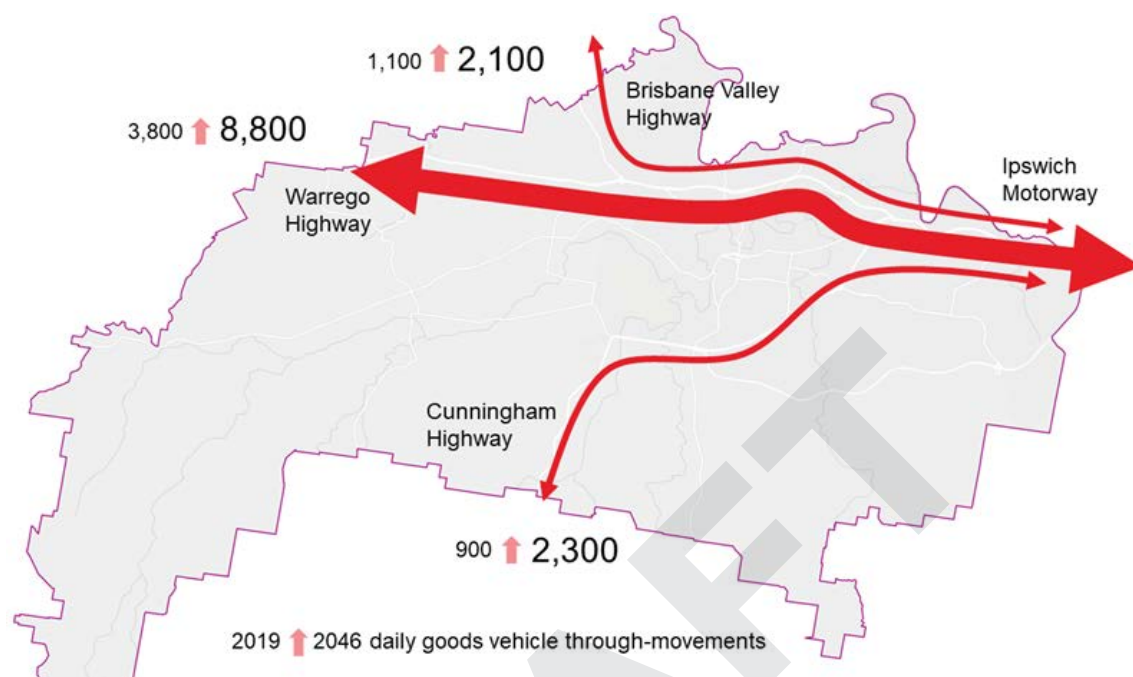 1,100 2,100
Brisbane Valley
Highway
3,800 8,800
Ipswich
Motorway
Warrego
Highway
Cunningham
Highway
900 2,300
2019 2046 daily goods vehicle through-movements